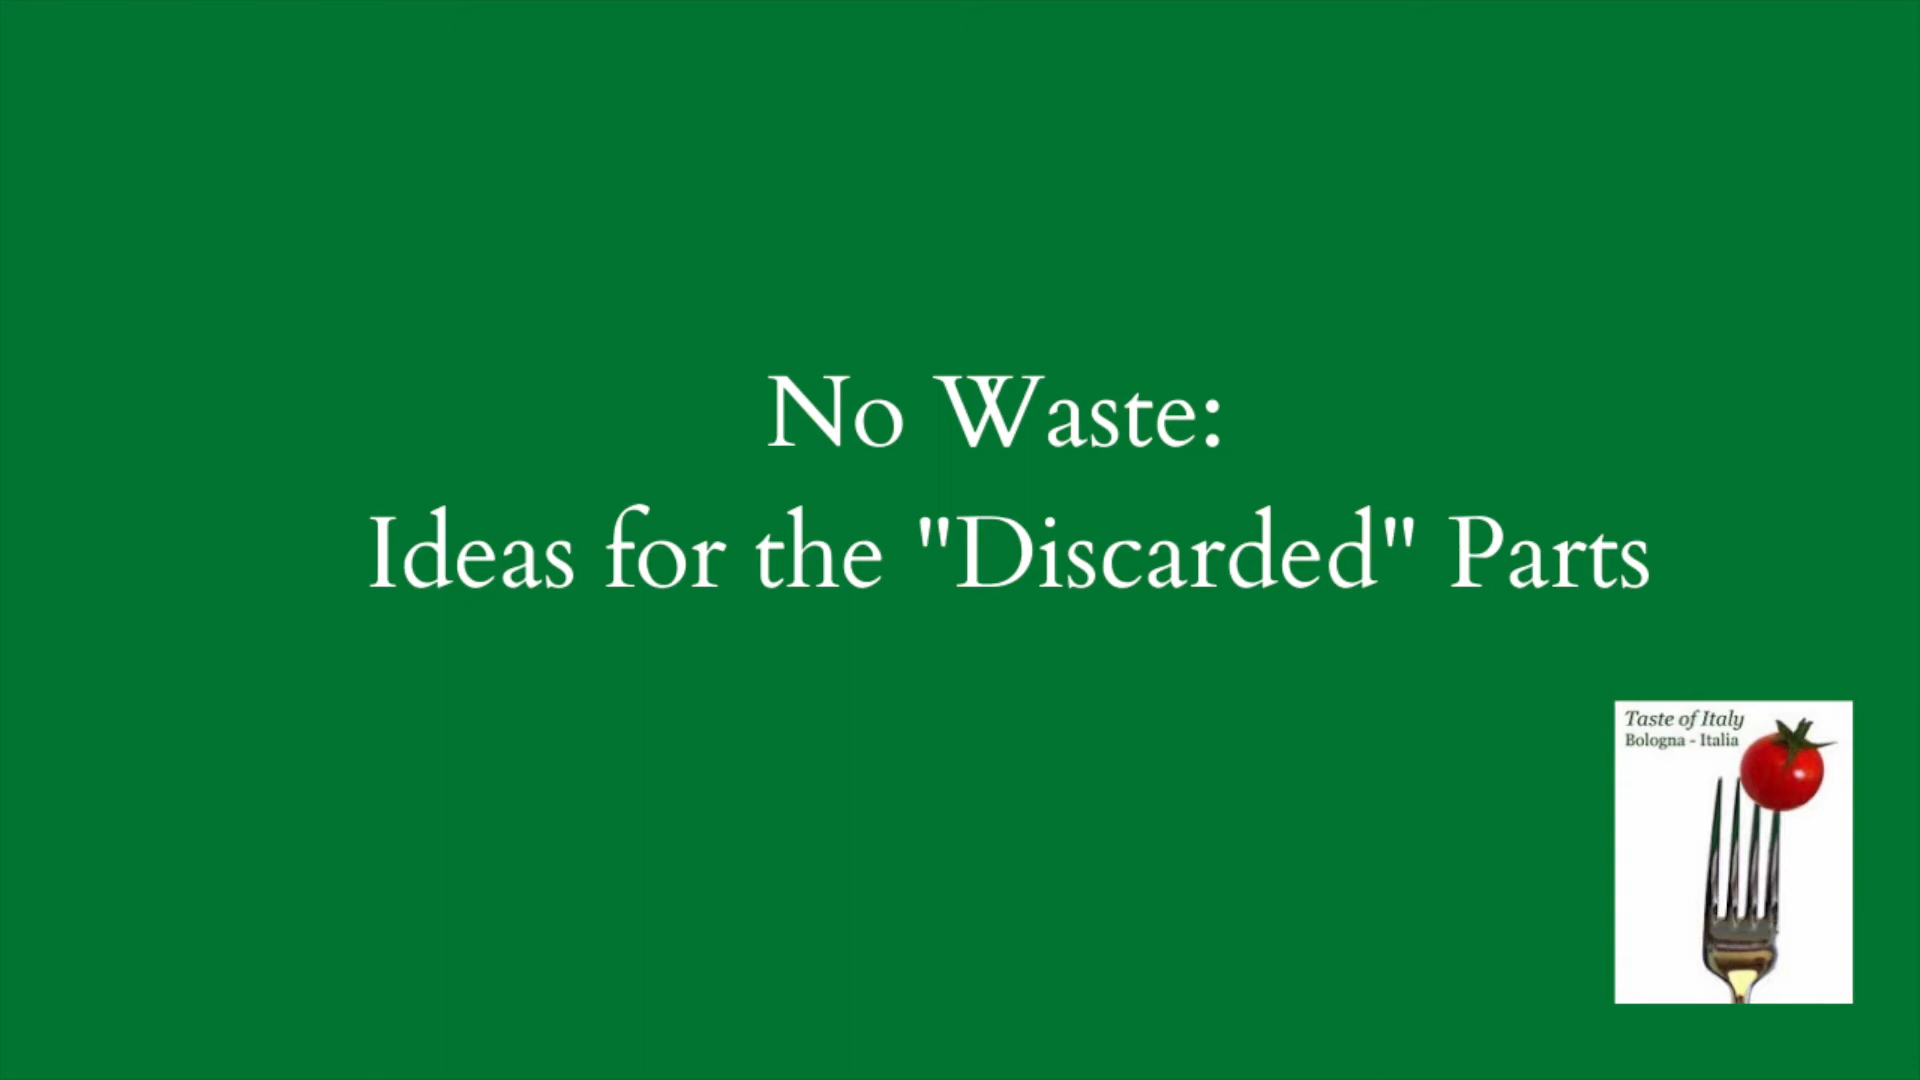 No Waste:
Ideas for the "Discarded" Parts
Taste of Italy
Bologna - Italia